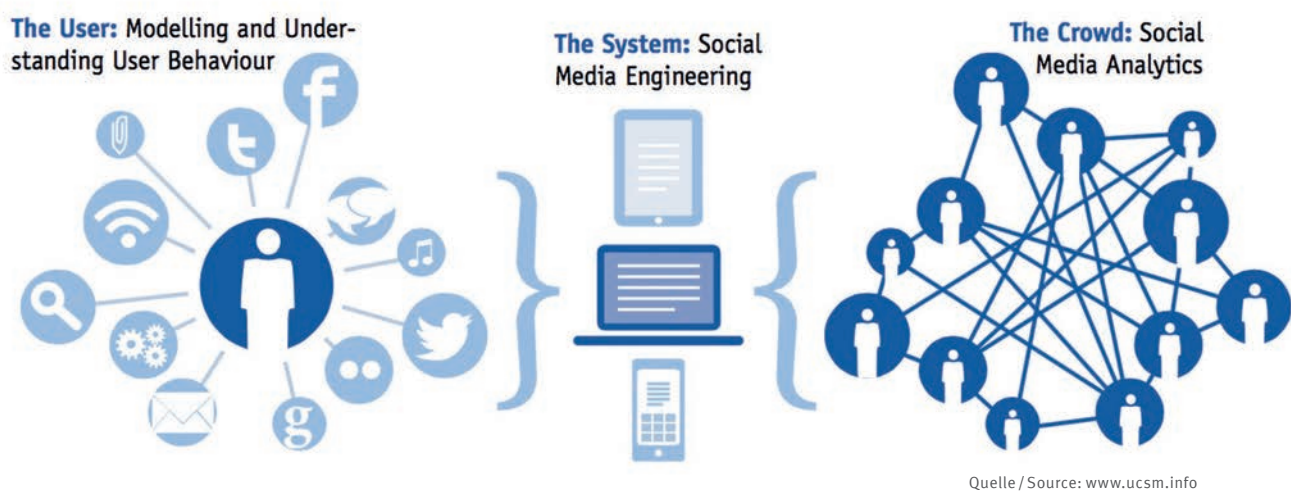 The User: Modelling and Under-
standing User Behaviour
The System: Social
Media Engineering
The Crowd: Social
Media Analytics
f
t
g
Quelle / Source: www.ucsm.info